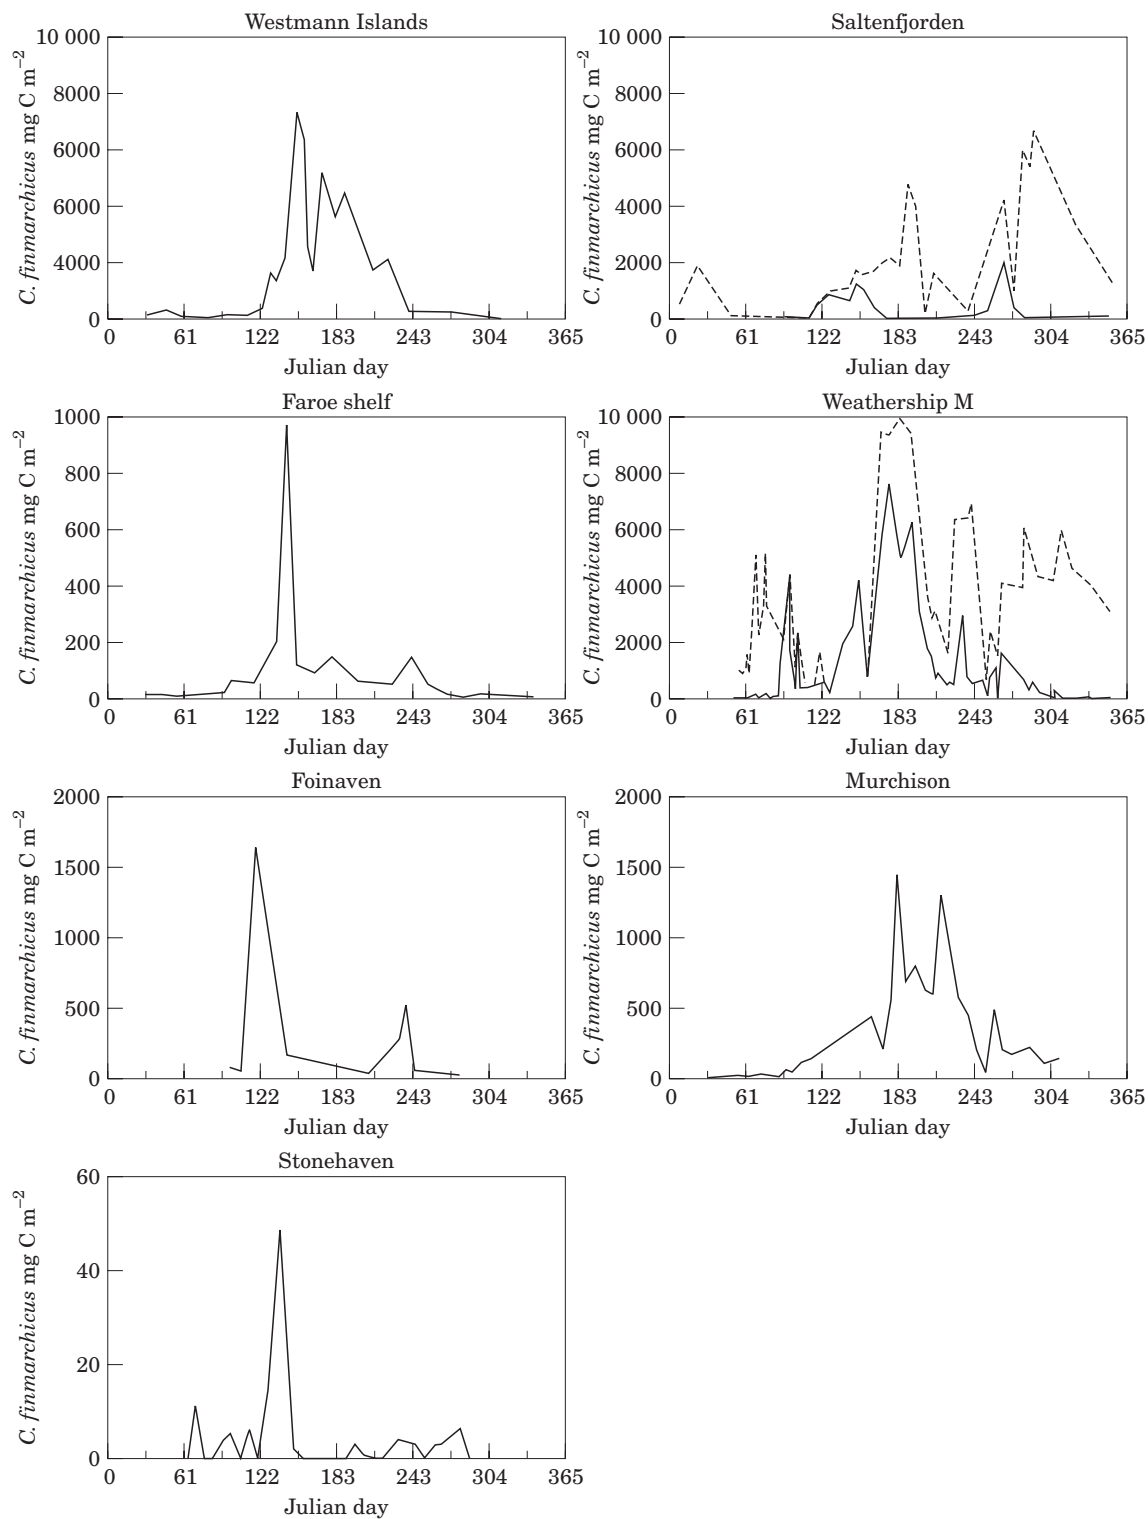 Westmann Islands
10 000
8000
6000
4000
2000
0
C. finmarchicus mg C m−2
0 61 122 183 243 304 365
Julian day
Saltenfjorden
10 000
8000
6000
4000
2000
0
C. finmarchicus mg C m−2
0 61 122 183 243 304 365
Julian day
Faroe shelf
1000
800
600
400
200
0
C. finmarchicus mg C m−2
0 61 122 183 243 304 365
Julian day
Weathership M
10 000
8000
6000
4000
2000
0
C. finmarchicus mg C m−2
0 61 122 183 243 304 365
Julian day
Foinaven
2000
1500
1000
500
0
C. finmarchicus mg C m−2
0 61 122 183 243 304 365
Julian day
Murchison
2000
1500
1000
500
0
C. finmarchicus mg C m−2
0 61 122 183 243 304 365
Julian day
Stonehaven
60
40
20
0
C. finmarchicus mg C m−2
0 61 122 183 243 304 365
Julian day